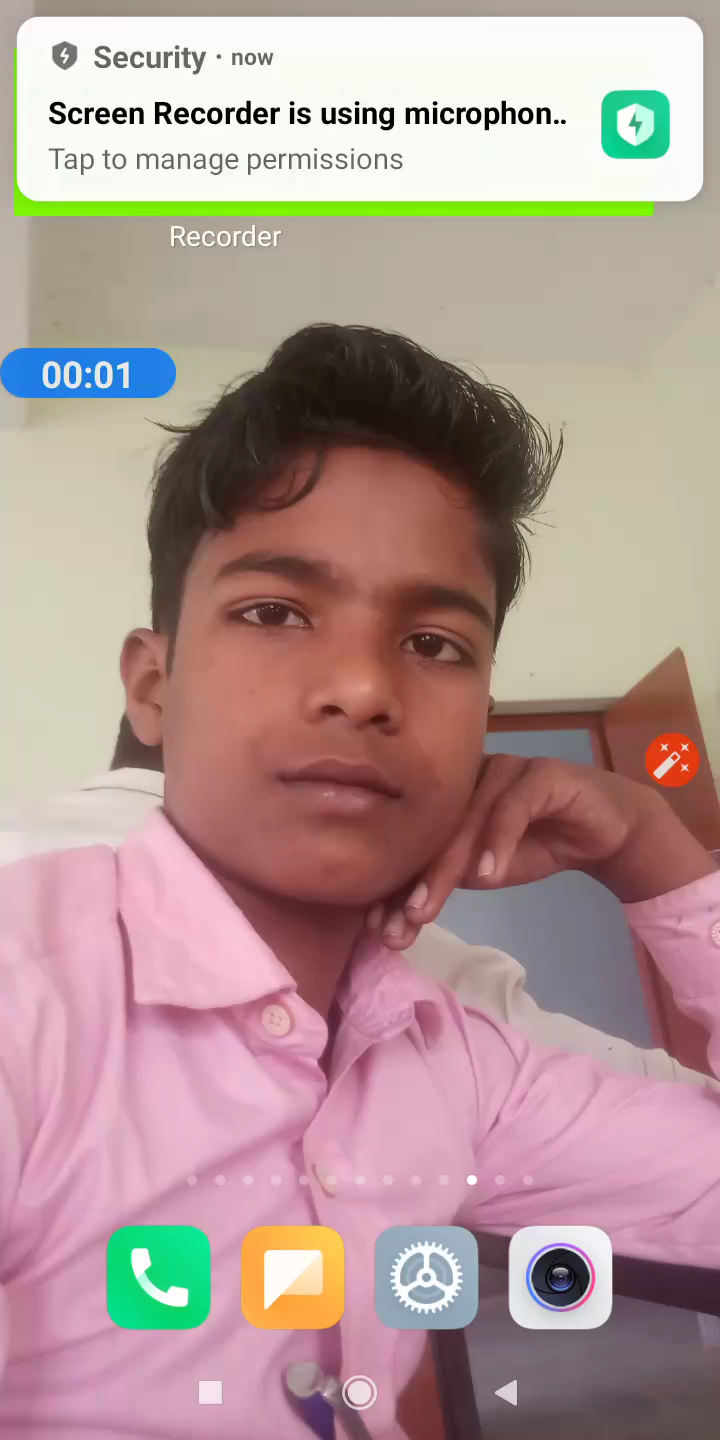 Security • now
Screen Recorder is using microphon..
Tap to manage permissions
Recorder
00:01